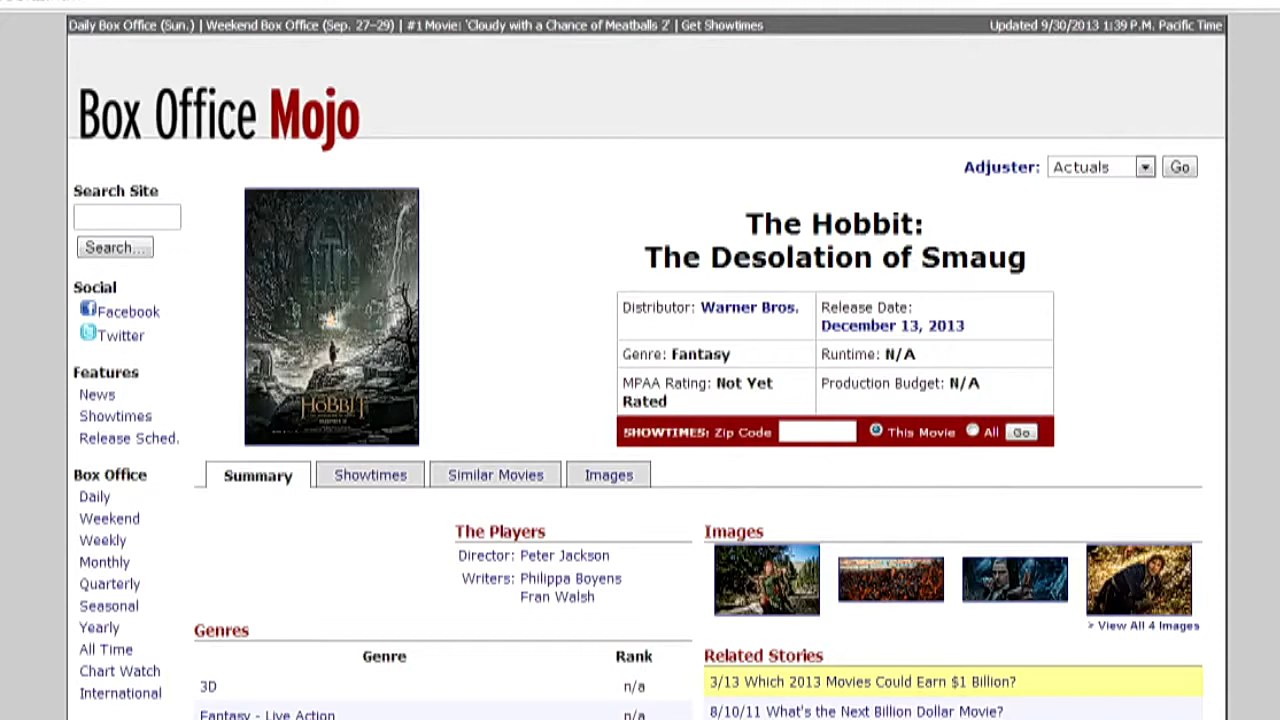 Daily Box Office (Sun.) | Weekend Box Office (Sep. 27–29) | #1 Movie: 'Cloudy with a Chance of Meatballs 2' | Get Showtimes
Updated 9/30/2013 1:39 P.M. Pacific Time
Box Office Mojo
Adjuster: Actuals Go
Search Site
Search...
Social
Facebook
Twitter
Features
News
Showtimes
Release Sched.
Box Office
Daily
Weekend
Weekly
Monthly
Quarterly
Seasonal
Yearly
All Time
Chart Watch
International
THE HOBBIT
The Hobbit:
The Desolation of Smaug
Distributor: Warner Bros.
Release Date:
December 13, 2013
Genre: Fantasy
Runtime: N/A
MPAA Rating: Not Yet
Rated
Production Budget: N/A
SHOWTIMES: Zip Code This Movie All Go
Summary
Showtimes
Similar Movies
Images
The Players
Director: Peter Jackson
Writers: Philippa Boyens
Fran Walsh
Images
> View All 4 Images
Genres
Genre Rank
3D n/a
Fantasy - Live Action n/a
Related Stories
3/13 Which 2013 Movies Could Earn $1 Billion?
8/10/11 What's the Next Billion Dollar Movie?